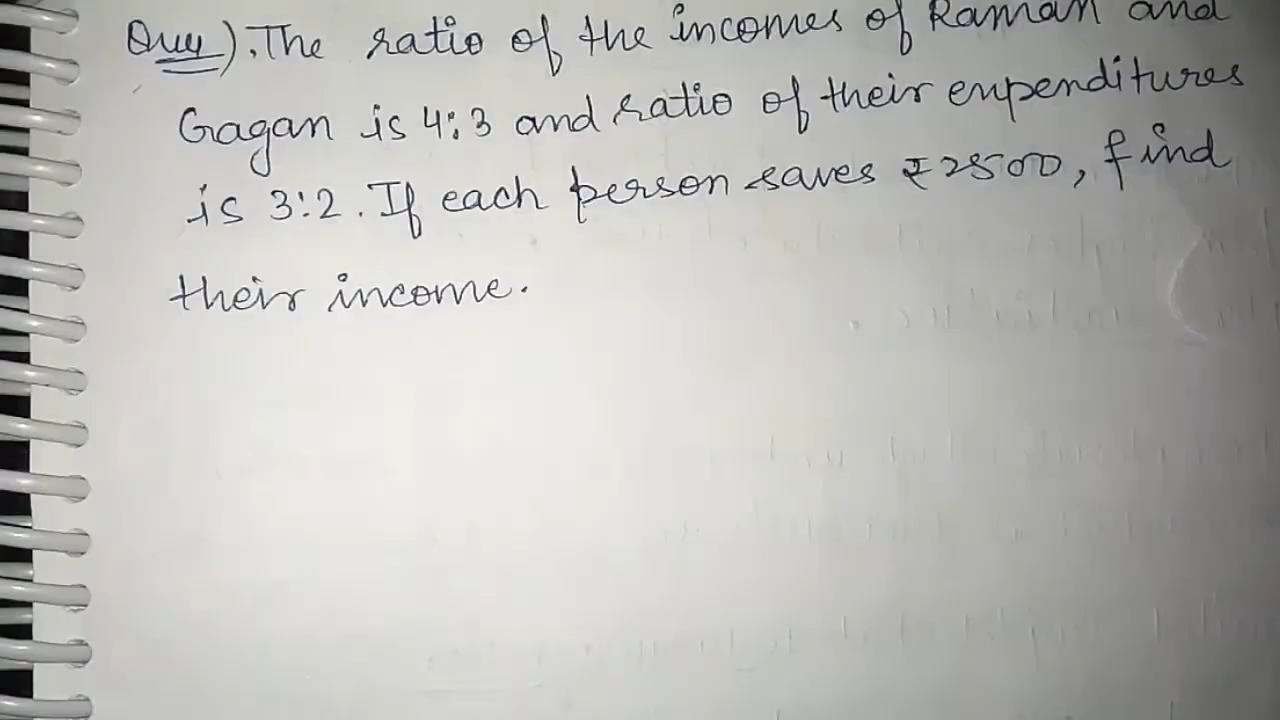 Ques). The ratio of the incomes of Raman and
Gagan is 4:3 and ratio of their expenditures
is 3:2. If each person saves ₹2500, find
their income.